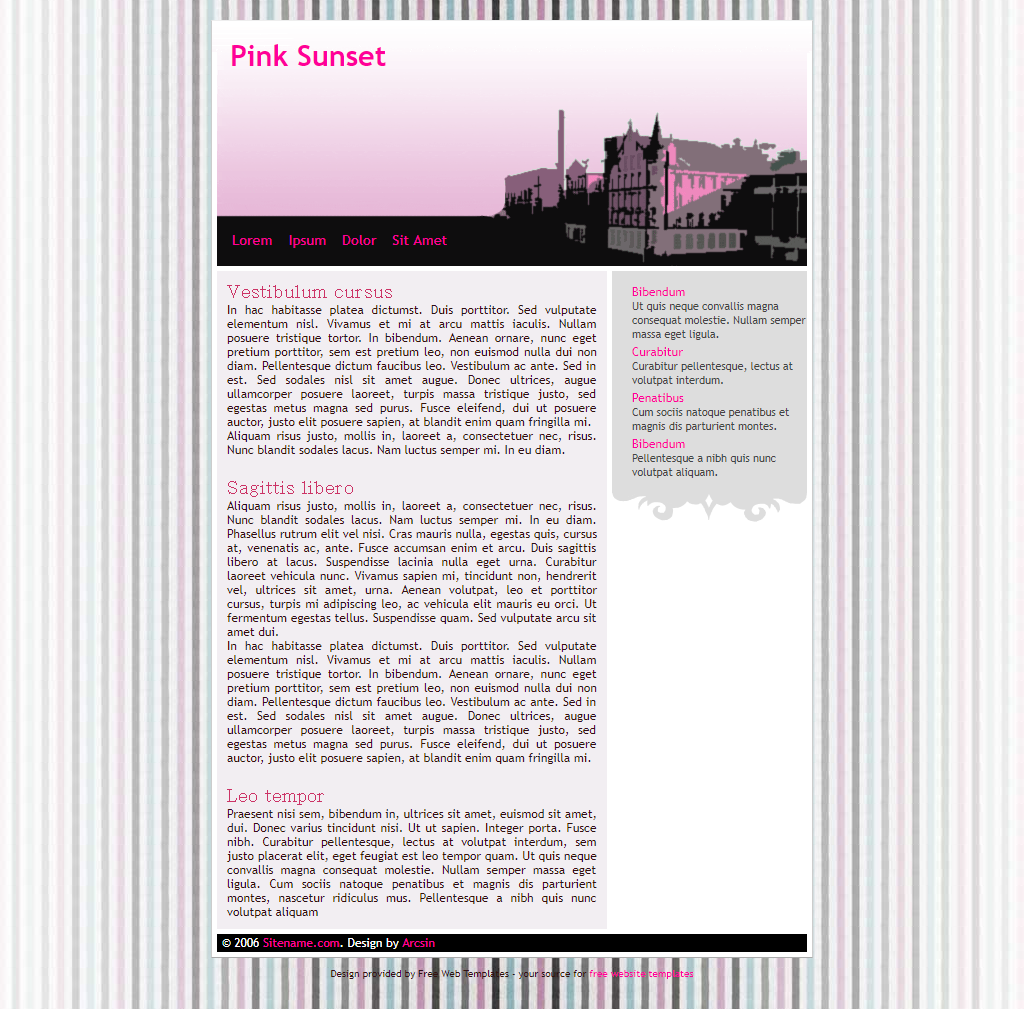 Pink Sunset
Lorem Ipsum Dolor Sit Amet
Vestibulum cursus
In hac habitasse platea dictumst. Duis porttitor. Sed vulputate
elementum nisl. Vivamus et mi at arcu mattis iaculis. Nullam
posuere tristique tortor. In bibendum. Aenean ornare, nunc eget
pretium porttitor, sem est pretium leo, non euismod nulla dui non
diam. Pellentesque dictum faucibus leo. Vestibulum ac ante. Sed in
est. Sed sodales nisl sit amet augue. Donec ultrices, augue
ullamcorper posuere laoreet, turpis massa tristique justo, sed
egestas metus magna sed purus. Fusce eleifend, dui ut posuere
auctor, justo elit posuere sapien, at blandit enim quam fringilla mi.
Aliquam risus justo, mollis in, laoreet a, consectetuer nec, risus.
Nunc blandit sodales lacus. Nam luctus semper mi. In eu diam.
Sagittis libero
Aliquam risus justo, mollis in, laoreet a, consectetuer nec, risus.
Nunc blandit sodales lacus. Nam luctus semper mi. In eu diam.
Phasellus rutrum elit vel nisi. Cras mauris nulla, egestas quis, cursus
at, venenatis ac, ante. Fusce accumsan enim et arcu. Duis sagittis
libero at lacus. Suspendisse lacinia nulla eget urna. Curabitur
laoreet vehicula nunc. Vivamus sapien mi, tincidunt non, hendrerit
vel, ultrices sit amet, urna. Aenean volutpat, leo et porttitor
cursus, turpis mi adipiscing leo, ac vehicula elit mauris eu orci. Ut
fermentum egestas tellus. Suspendisse quam. Sed vulputate arcu sit
amet dui.
In hac habitasse platea dictumst. Duis porttitor. Sed vulputate
elementum nisl. Vivamus et mi at arcu mattis iaculis. Nullam
posuere tristique tortor. In bibendum. Aenean ornare, nunc eget
pretium porttitor, sem est pretium leo, non euismod nulla dui non
diam. Pellentesque dictum faucibus leo. Vestibulum ac ante. Sed in
est. Sed sodales nisl sit amet augue. Donec ultrices, augue
ullamcorper posuere laoreet, turpis massa tristique justo, sed
egestas metus magna sed purus. Fusce eleifend, dui ut posuere
auctor, justo elit posuere sapien, at blandit enim quam fringilla mi.
Leo tempor
Praesent nisi sem, bibendum in, ultrices sit amet, euismod sit amet,
dui. Donec varius tincidunt nisi. Ut ut sapien. Integer porta. Fusce
nibh. Curabitur pellentesque, lectus at volutpat interdum, sem
justo placerat elit, eget feugiat est leo tempor quam. Ut quis neque
convallis magna consequat molestie. Nullam semper massa eget
ligula. Cum sociis natoque penatibus et magnis dis parturient
montes, nascetur ridiculus mus. Pellentesque a nibh quis nunc
volutpat aliquam
Bibendum
Ut quis neque convallis magna
consequat molestie. Nullam semper
massa eget ligula.
Curabitur
Curabitur pellentesque, lectus at
volutpat interdum.
Penatibus
Cum sociis natoque penatibus et
magnis dis parturient montes.
Bibendum
Pellentesque a nibh quis nunc
volutpat aliquam.
© 2006 Sitename.com. Design by Arcsin
Design provided by Free Web Templates - your source for free website templates